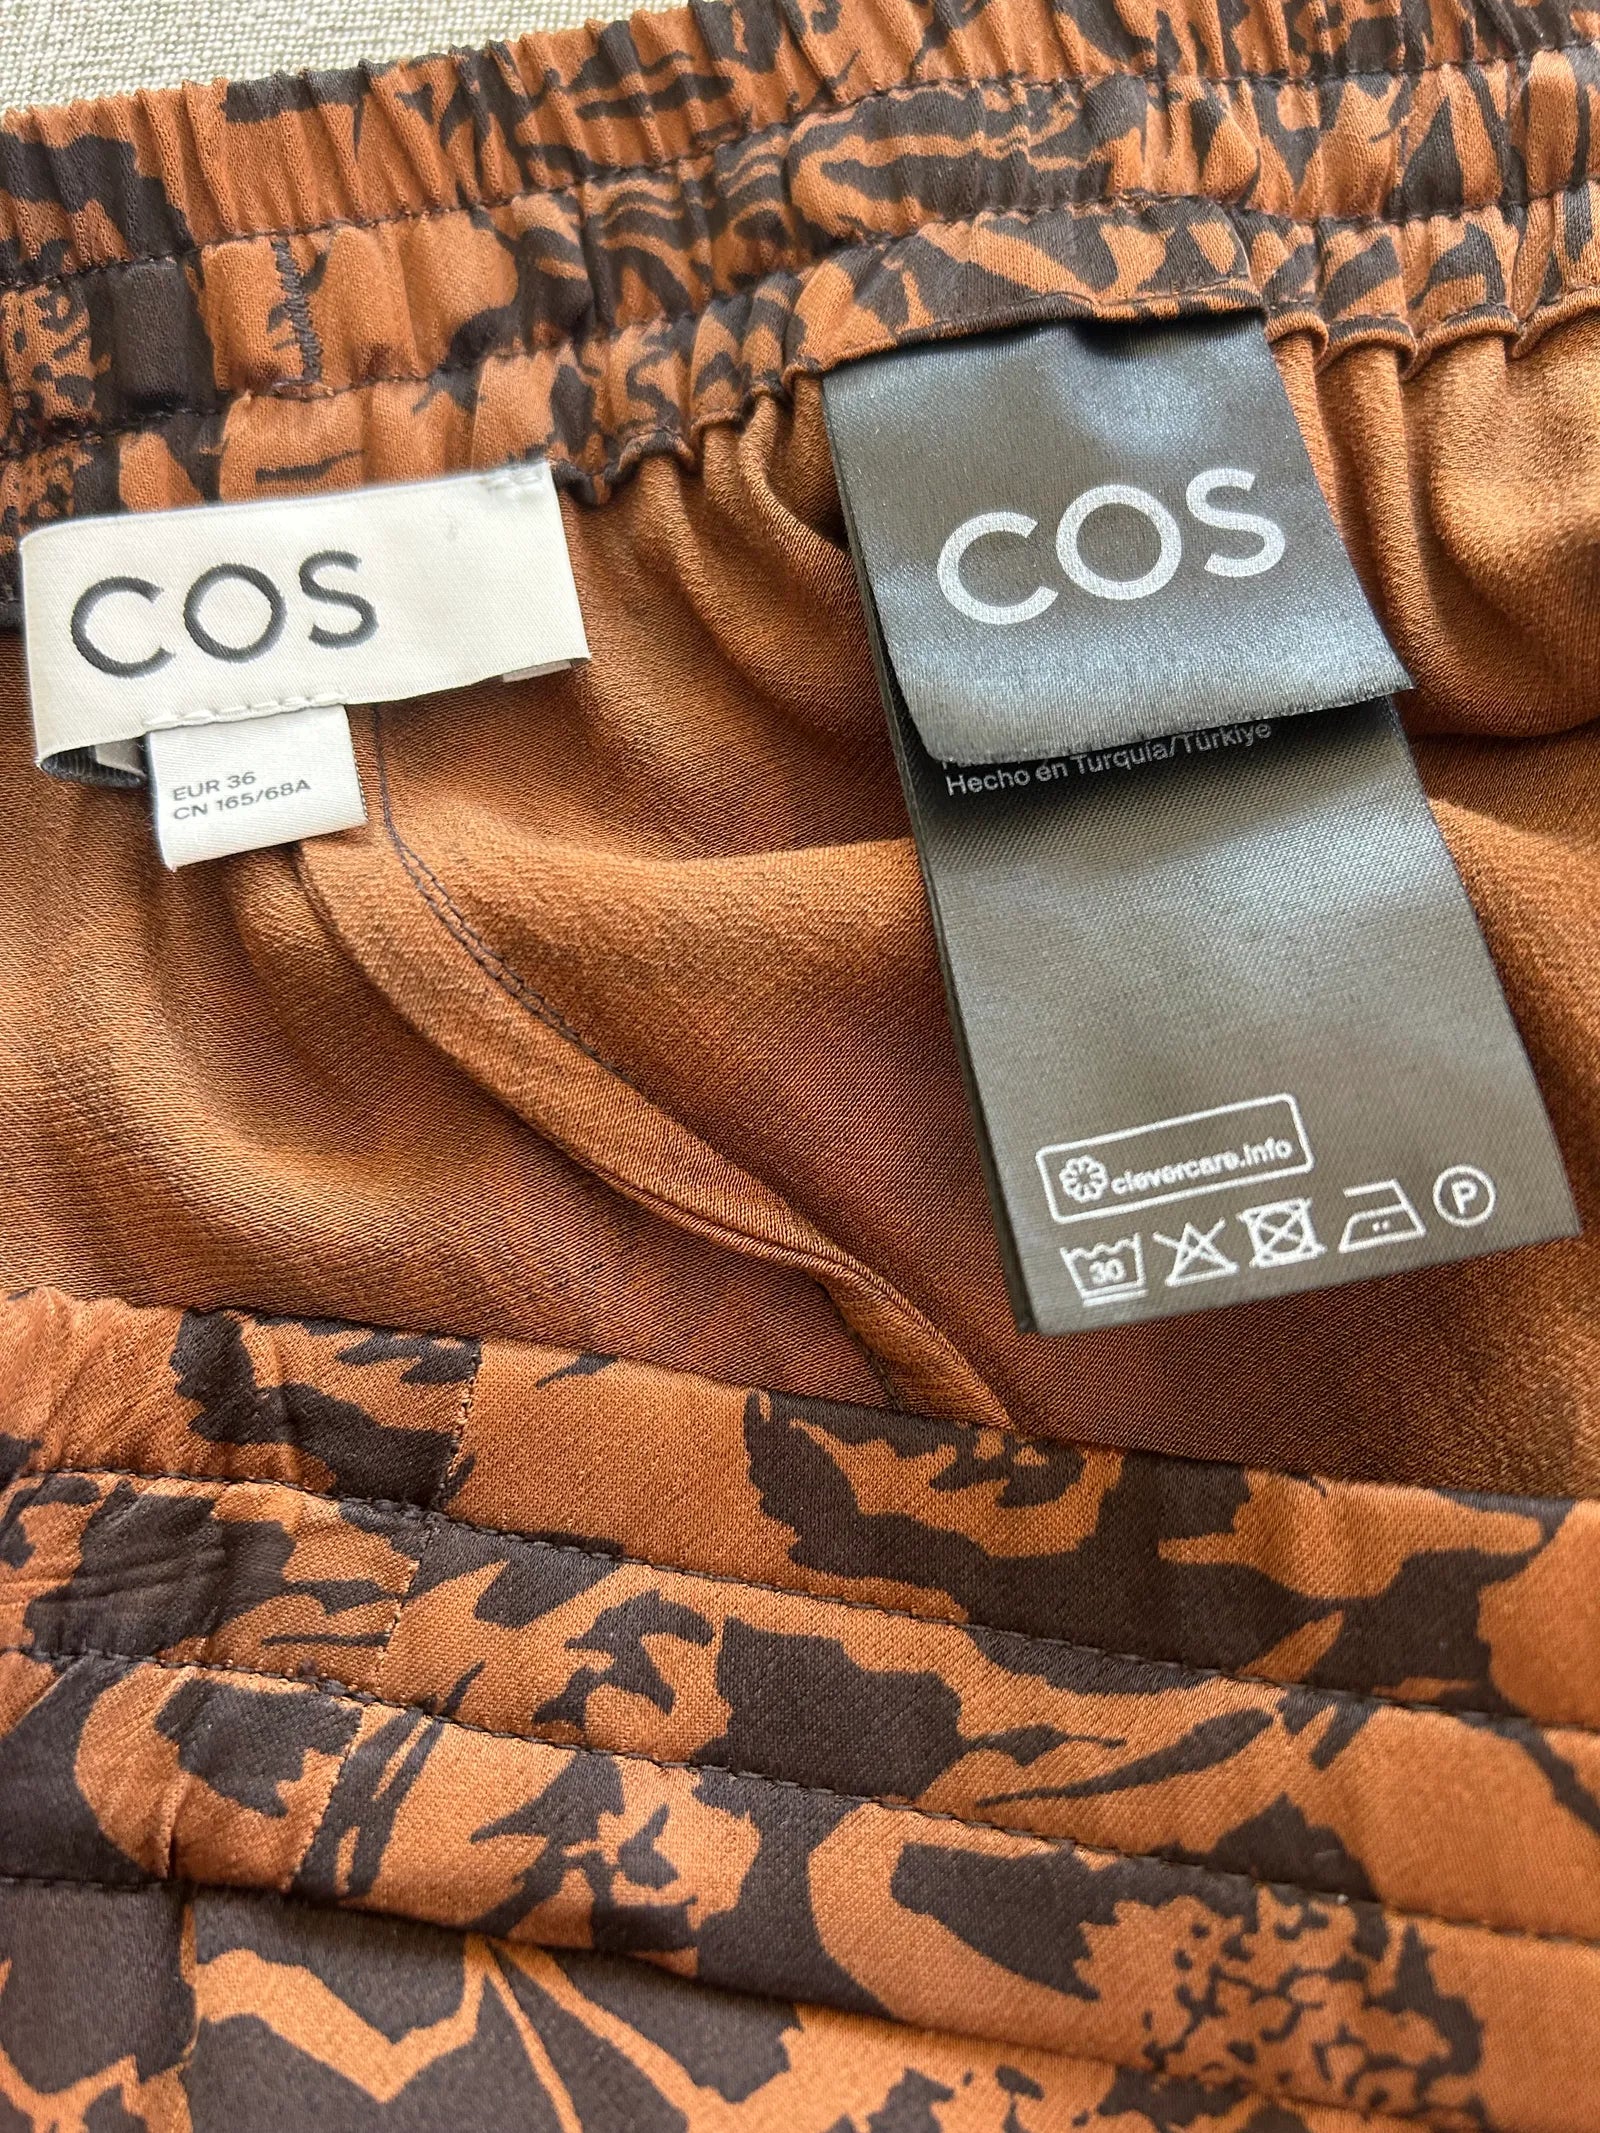 COS
EUR 36
CN 165/68A
COS
Hecho en Turquía/Türkiye
clevercare.info
30
P